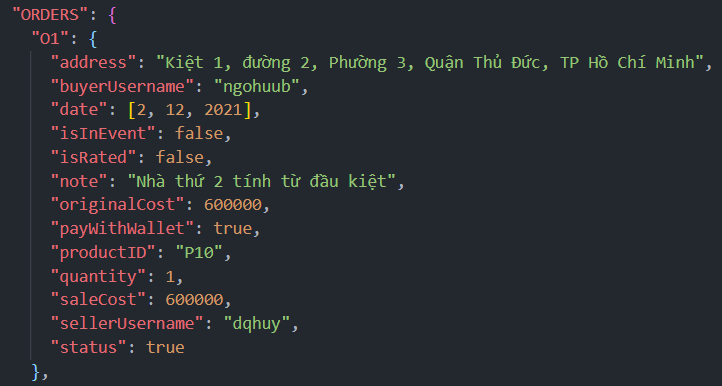 "ORDERS": {
"O1": {
"address": "Kiệt 1, đường 2, Phường 3, Quận Thủ Đức, TP Hồ Chí Minh",
"buyerUsername": "ngohuub",
"date": [2, 12, 2021],
"isInEvent": false,
"isRated": false,
"note": "Nhà thứ 2 tính từ đầu kiệt",
"originalCost": 600000,
"payWithWallet": true,
"productID": "P10",
"quantity": 1,
"saleCost": 600000,
"sellerUsername": "dqhuy",
"status": true
},